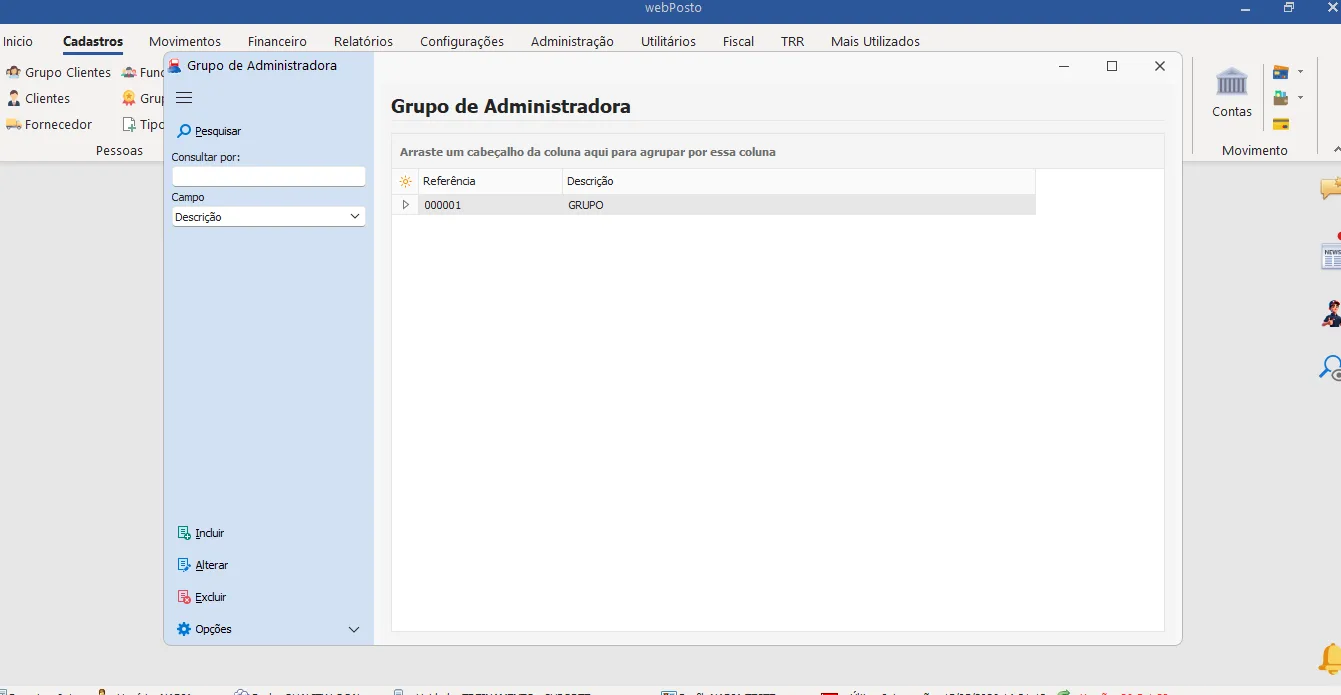 webPosto
Inicio Cadastros Movimentos Financeiro Relatórios Configurações Administração Utilitários Fiscal TRR Mais Utilizados
Grupo Clientes
Clientes
Fornecedor
Pessoas
Contas
Movimento
NEWS
Grupo de Administradora
Pesquisar
Consultar por:
Campo
Descrição
Incluir
Alterar
Excluir
Opções
Grupo de Administradora
Arraste um cabeçalho da coluna aqui para agrupar por essa coluna
Referência Descrição
000001 GRUPO